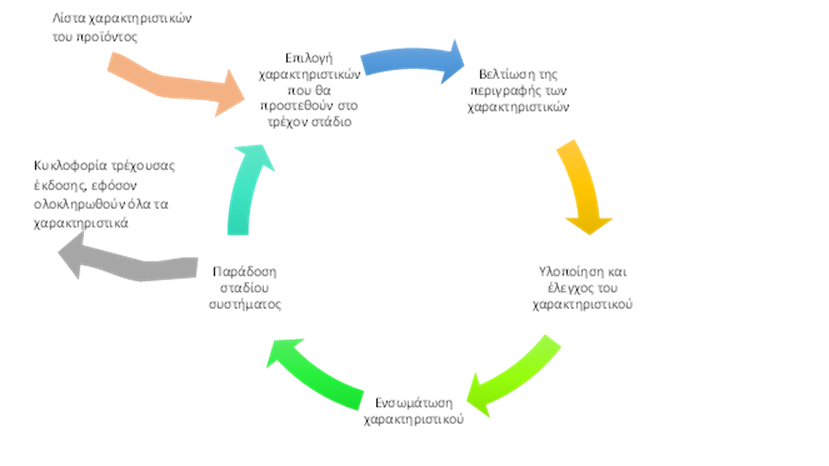 Λίστα χαρακτηριστικών
του προϊόντος
Επιλογή
χαρακτηριστικών
που θα
προστεθούν στο
τρέχον στάδιο
Βελτίωση της
περιγραφής των
χαρακτηριστικών
Υλοποίηση και
έλεγχος του
χαρακτηριστικού
Ενσωμάτωση
χαρακτηριστικού
Παράδοση
σταδίου
συστήματος
Κυκλοφορία τρέχουσας
έκδοσης, εφόσον
ολοκληρωθούν όλα τα
χαρακτηριστικά